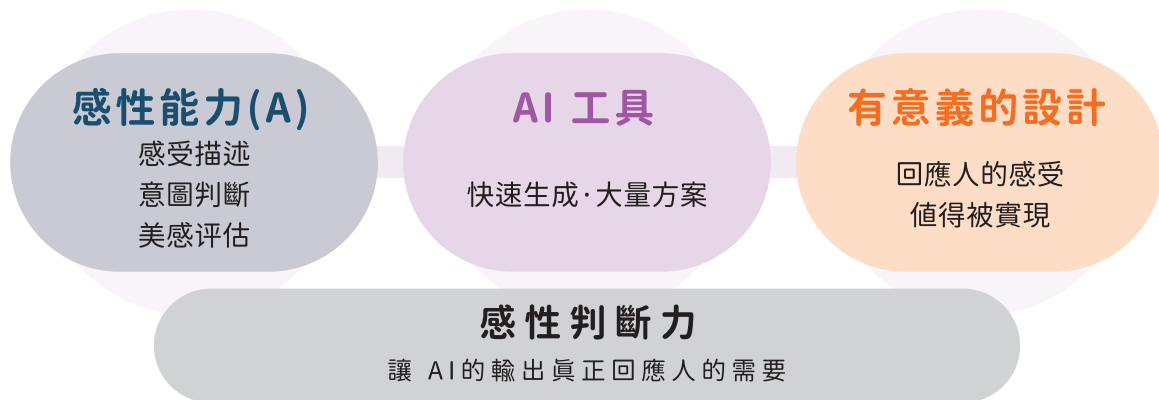 感性能力(A)
感受描述
意圖判斷
美感评估
AI 工具
快速生成·大量方案
有意義的設計
回應人的感受
值得被實現
感性判斷力
讓 AI的輸出真正回應人的需要